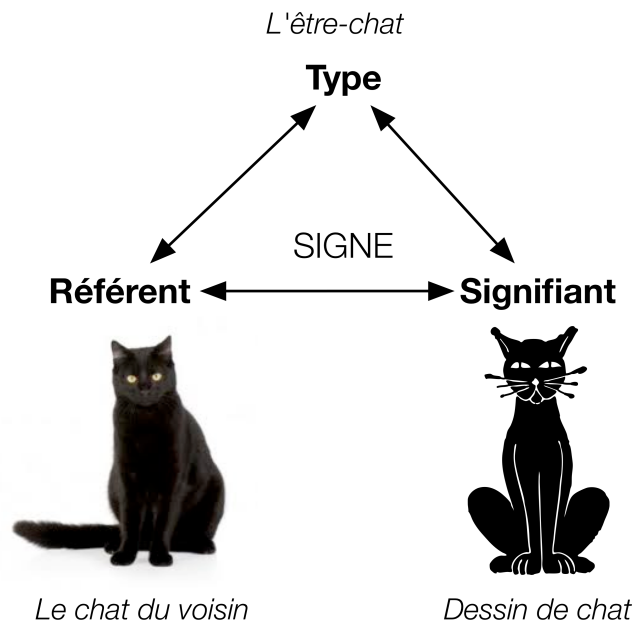 L'être-chat
Type
SIGNE
Référent
Signifiant
Le chat du voisin
Dessin de chat